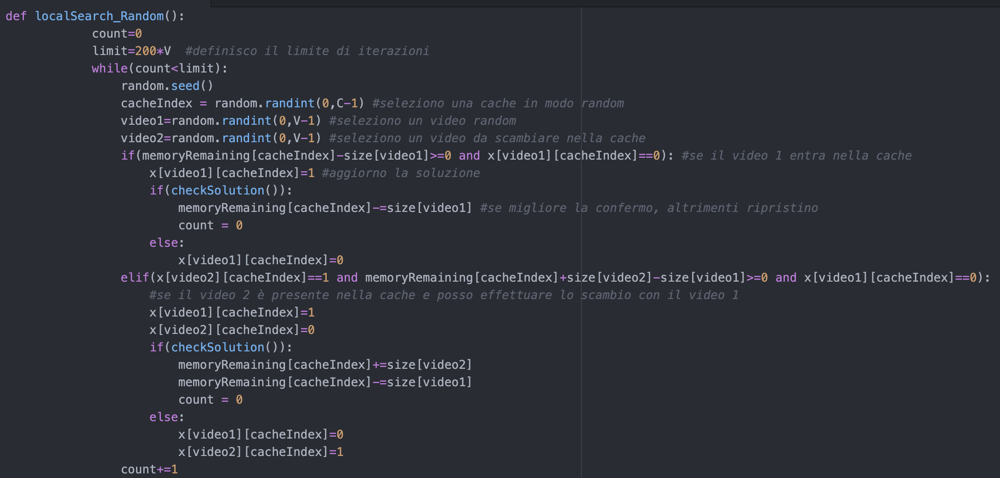 def localSearch_Random():
            count=0
            limit=200*V  #definisco il limite di iterazioni
            while(count<limit):
                random.seed()
                cacheIndex = random.randint(0,C-1) #seleziono una cache in modo random
                video1=random.randint(0,V-1) #seleziono un video random
                video2=random.randint(0,V-1) #seleziono un video da scambiare nella cache
                if(memoryRemaining[cacheIndex]-size[video1]>=0 and x[video1][cacheIndex]==0): #se il video 1 entra nella cache
                    x[video1][cacheIndex]=1 #aggiorno la soluzione
                    if(checkSolution()):
                        memoryRemaining[cacheIndex]-=size[video1] #se migliore la confermo, altrimenti ripristino
                        count = 0
                    else:
                        x[video1][cacheIndex]=0
                elif(x[video2][cacheIndex]==1 and memoryRemaining[cacheIndex]+size[video2]-size[video1]>=0 and x[video1][cacheIndex]==0):
                    #se il video 2 è presente nella cache e posso effettuare lo scambio con il video 1
                    x[video1][cacheIndex]=1
                    x[video2][cacheIndex]=0
                    if(checkSolution()):
                        memoryRemaining[cacheIndex]+=size[video2]
                        memoryRemaining[cacheIndex]-=size[video1]
                        count = 0
                    else:
                        x[video1][cacheIndex]=0
                        x[video2][cacheIndex]=1
                count+=1